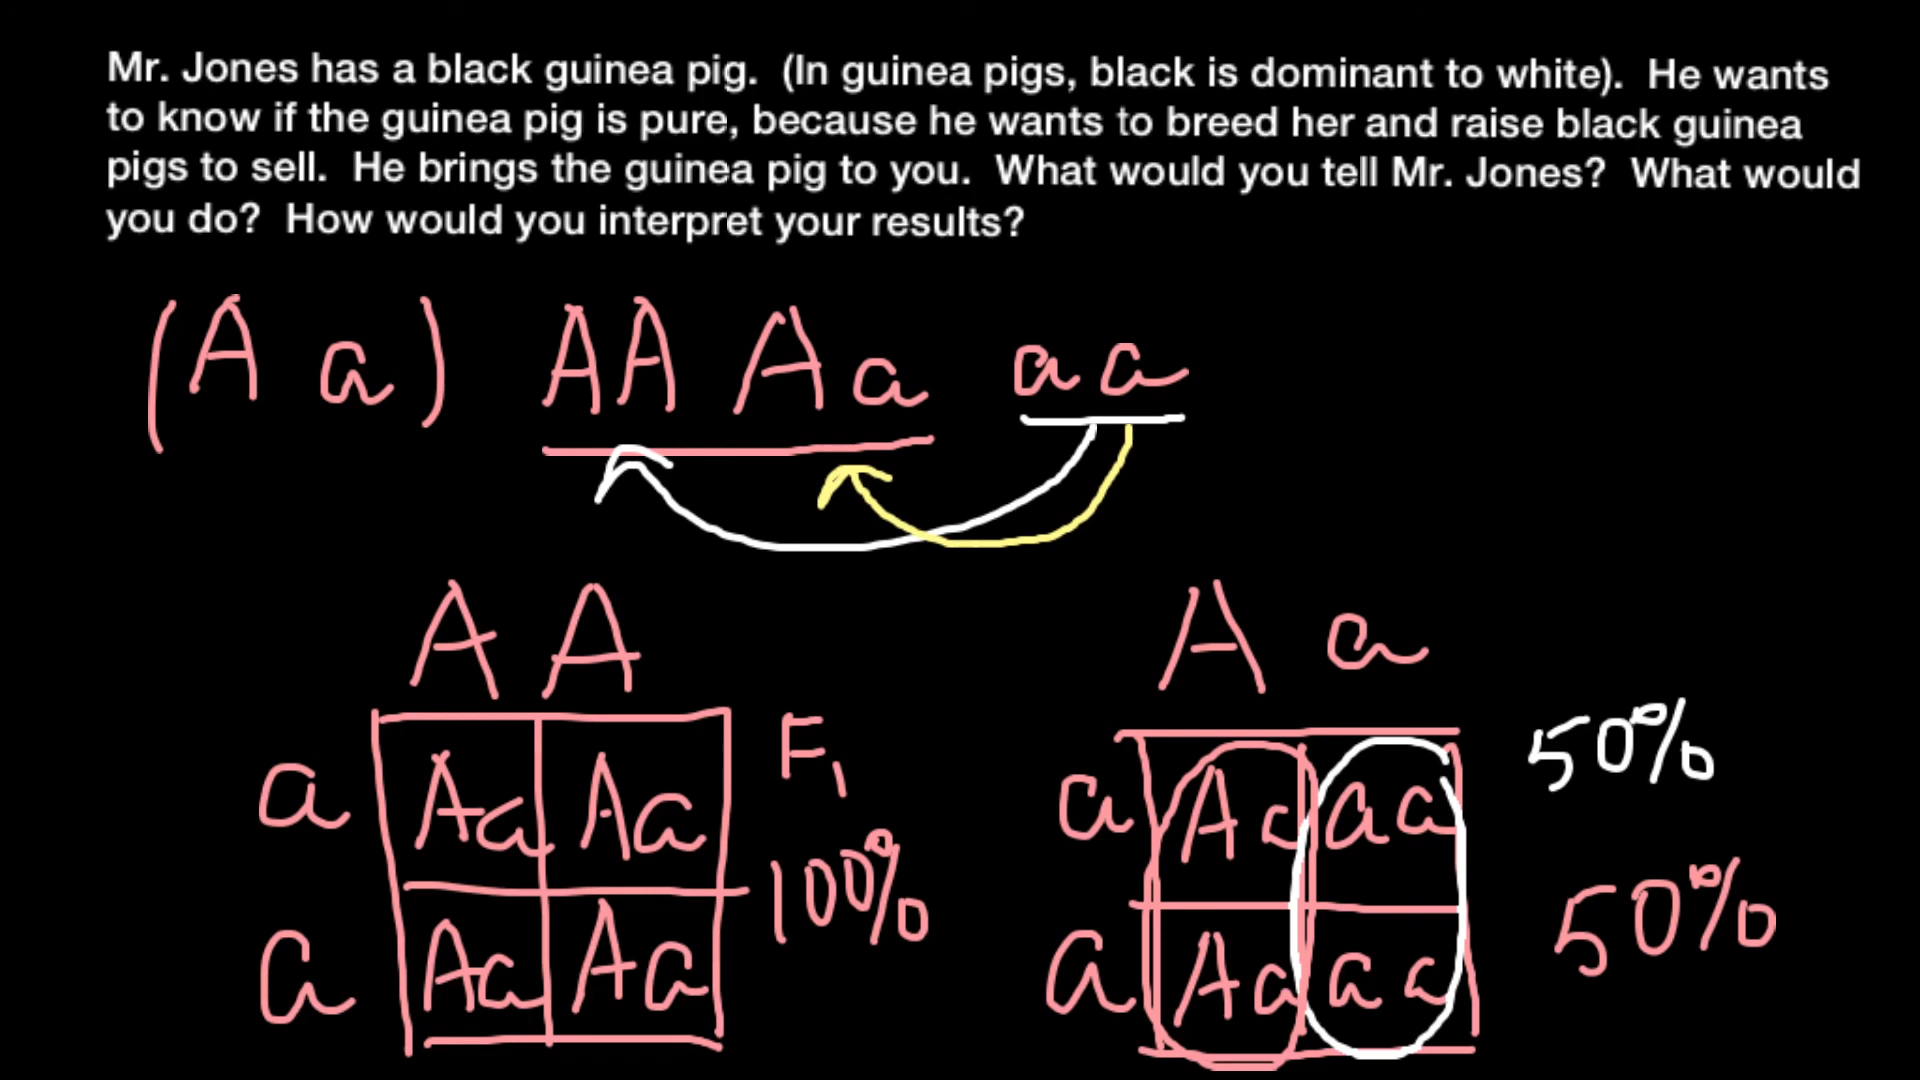 Mr. Jones has a black guinea pig. (In guinea pigs, black is dominant to white). He wants
to know if the guinea pig is pure, because he wants to breed her and raise black guinea
pigs to sell. He brings the guinea pig to you. What would you tell Mr. Jones? What would
you do? How would you interpret your results?
(A a) AA Aa aa
A A
A a
a Aa Aa F1
a Aa aa 50%
100%
a Aa Aa
a Aa aa 50%